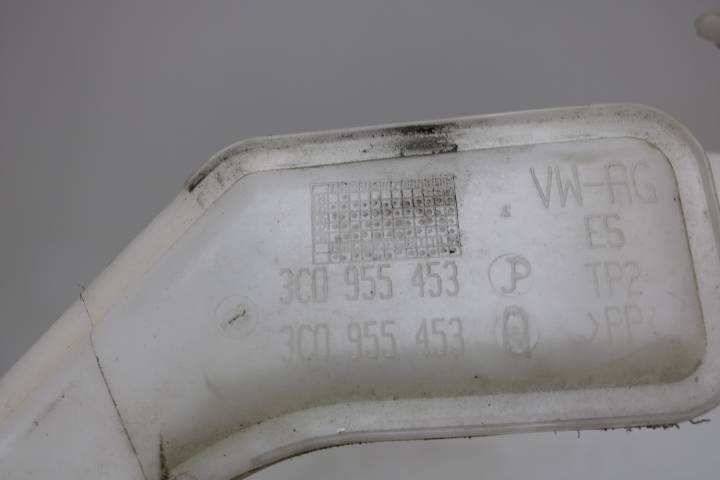 VW-AG
ES
3C0 955 453 P TP2
3C0 955 453 Q >PP<